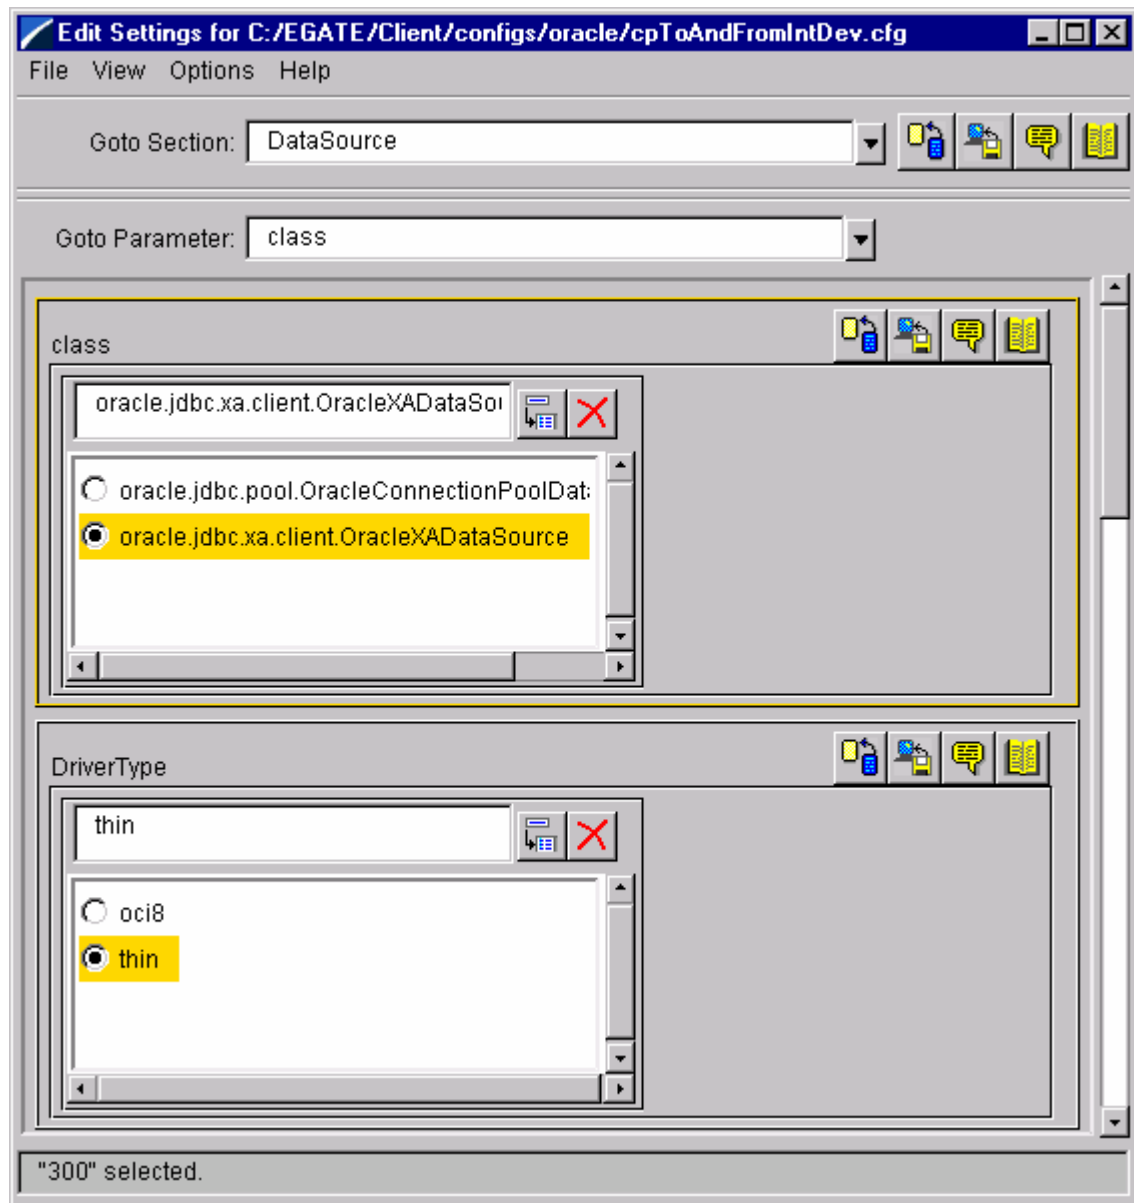 Edit Settings for C:/EGATE/Client/configs/oracle/cpToAndFromIntDev.cfg
File View Options Help
Goto Section: DataSource
Goto Parameter: class
class
oracle.jdbc.xa.client.OracleXADataSou
oracle.jdbc.pool.OracleConnectionPoolData
oracle.jdbc.xa.client.OracleXADataSource
DriverType
thin
oci8
thin
"300" selected.